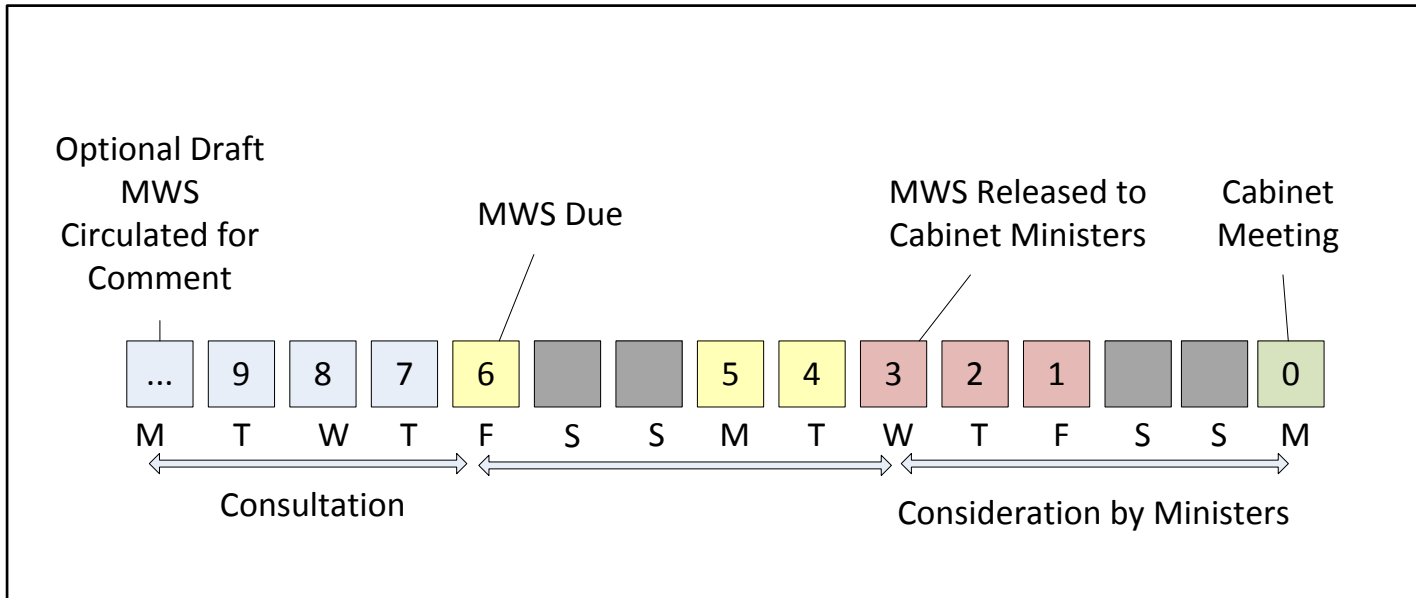 Optional Draft
MWS
Circulated for
Comment
MWS Due
MWS Released to
Cabinet Ministers
Cabinet
Meeting
... 9 8 7 6 5 4 3 2 1 0
M T W T F S S M T W T F S S M
Consultation
Consideration by Ministers